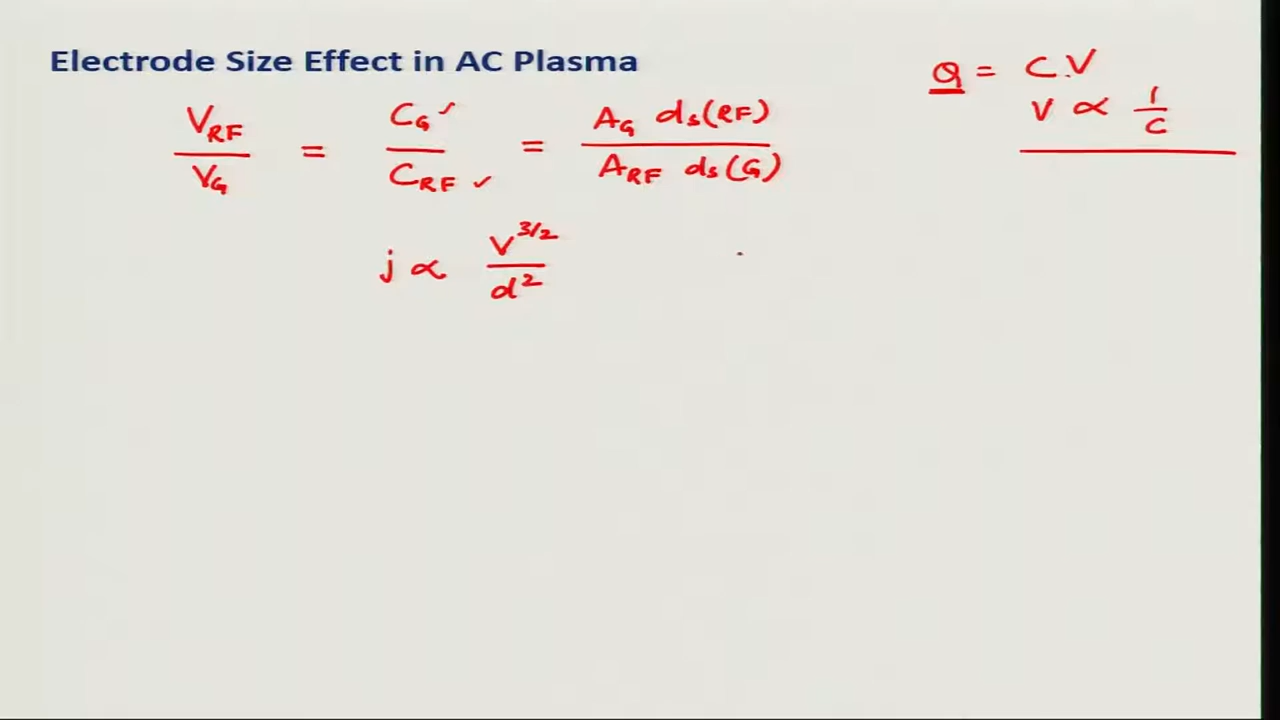 Electrode Size Effect in AC Plasma
Q = C.V
V ∝ 1/C
V_RF / V_G = C_G ✓ / C_RF ✓ = A_G d_s(RF) / A_RF d_s(G)
j ∝ V^3/2 / d^2